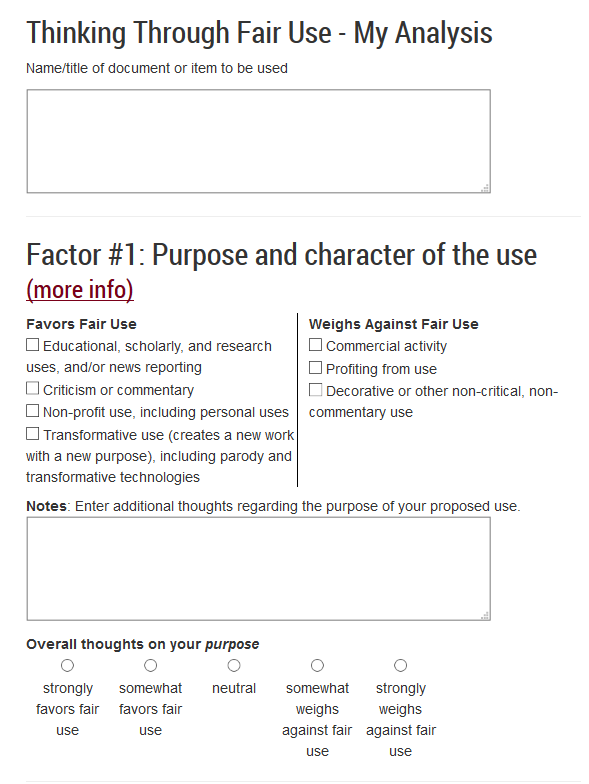 Thinking Through Fair Use - My Analysis
Name/title of document or item to be used
Factor #1: Purpose and character of the use
(more info)
Favors Fair Use
Educational, scholarly, and research
uses, and/or news reporting
Criticism or commentary
Non-profit use, including personal uses
Transformative use (creates a new work
with a new purpose), including parody and
transformative technologies
Weighs Against Fair Use
Commercial activity
Profiting from use
Decorative or other non-critical, non-
commentary use
Notes: Enter additional thoughts regarding the purpose of your proposed use.
Overall thoughts on your purpose
strongly
favors fair
use
somewhat
favors fair
use
neutral
somewhat
weighs
against fair
use
strongly
weighs
against fair
use